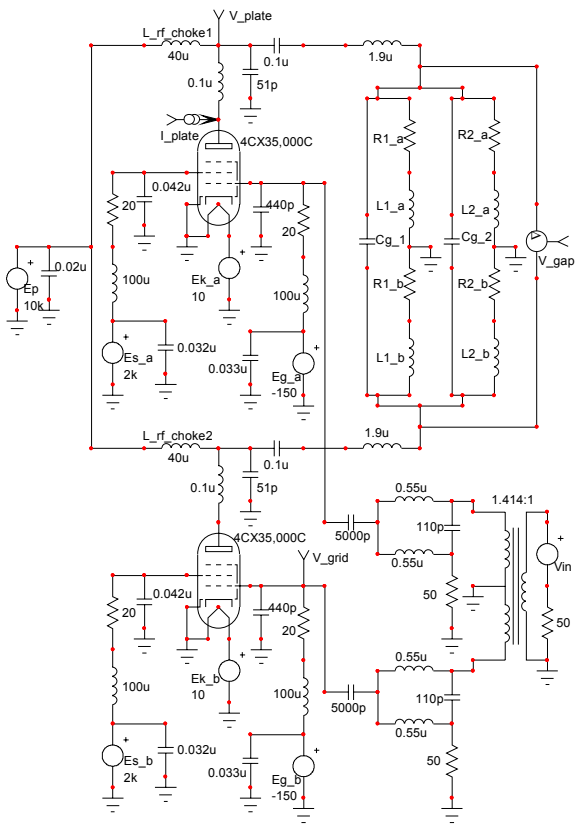 V_plate
L_rf_choke1
40u
0.1u
1.9u
0.1u
51p
I_plate
4CX35,000C
R1_a
R2_a
20
0.042u
440p
20
L1_a
L2_a
Cg_1
Cg_2
V_gap
+
Ep
10k
0.02u
100u
Ek_a
+
10
100u
R1_b
R2_b
+
Es_a
2k
0.032u
0.033u
+
Eg_a
-150
L1_b
L2_b
L_rf_choke2
40u
0.1u
1.9u
0.1u
51p
4CX35,000C
V_grid
5000p
0.55u
0.55u
110p
50
1.414:1
+
Vin
50
20
0.042u
440p
20
100u
Ek_b
+
10
100u
5000p
0.55u
0.55u
110p
50
+
Es_b
2k
0.032u
0.033u
+
Eg_b
-150